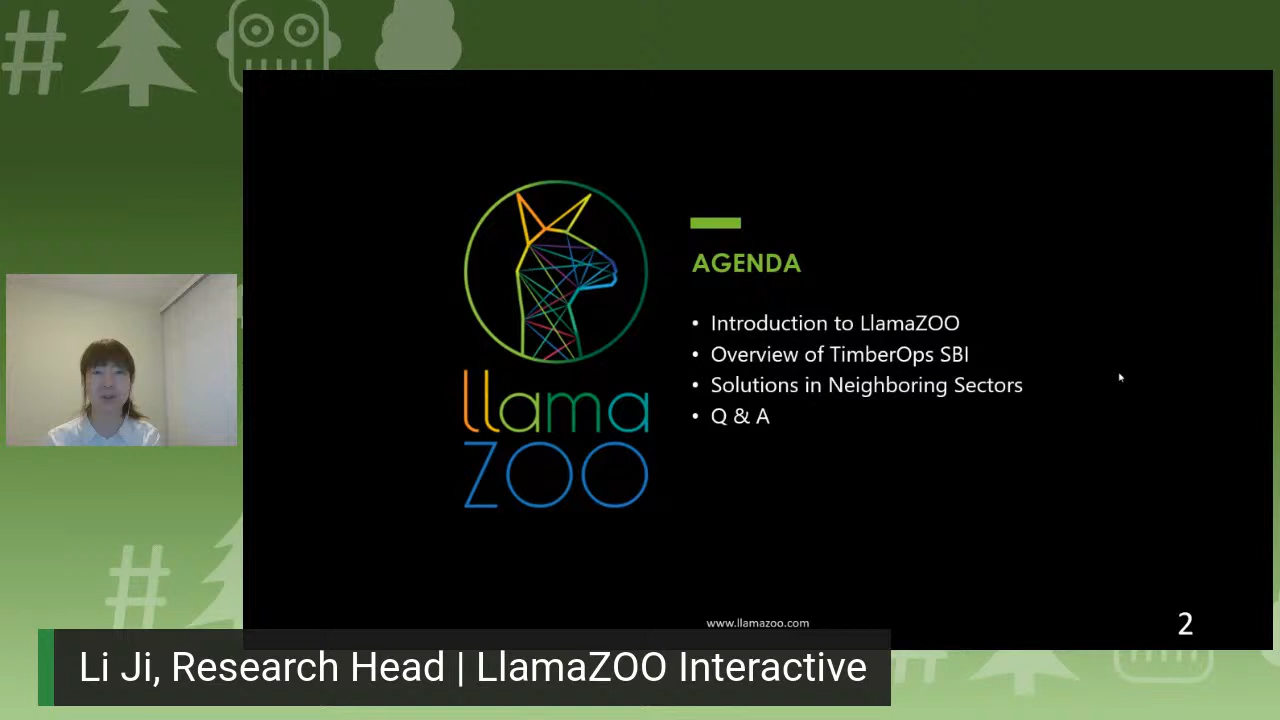 #
llama
ZOO
AGENDA
• Introduction to LlamaZOO
• Overview of TimberOps SBI
• Solutions in Neighboring Sectors
• Q & A
#
www.llamazoo.com
2
Li Ji, Research Head | LlamaZOO Interactive